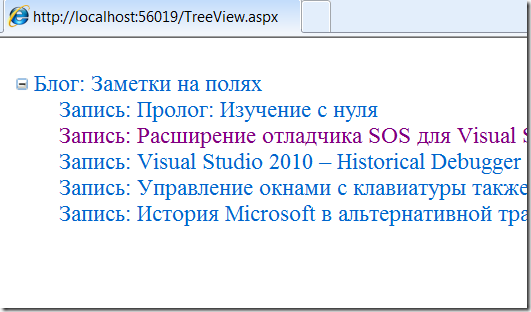 http://localhost:56019/TreeView.aspx
Блог: Заметки на полях
Запись: Пролог: Изучение с нуля
Запись: Расширение отладчика SOS для Visual
Запись: Visual Studio 2010 – Historical Debugger
Запись: Управление окнами с клавиатуры также
Запись: История Microsoft в альтернативной